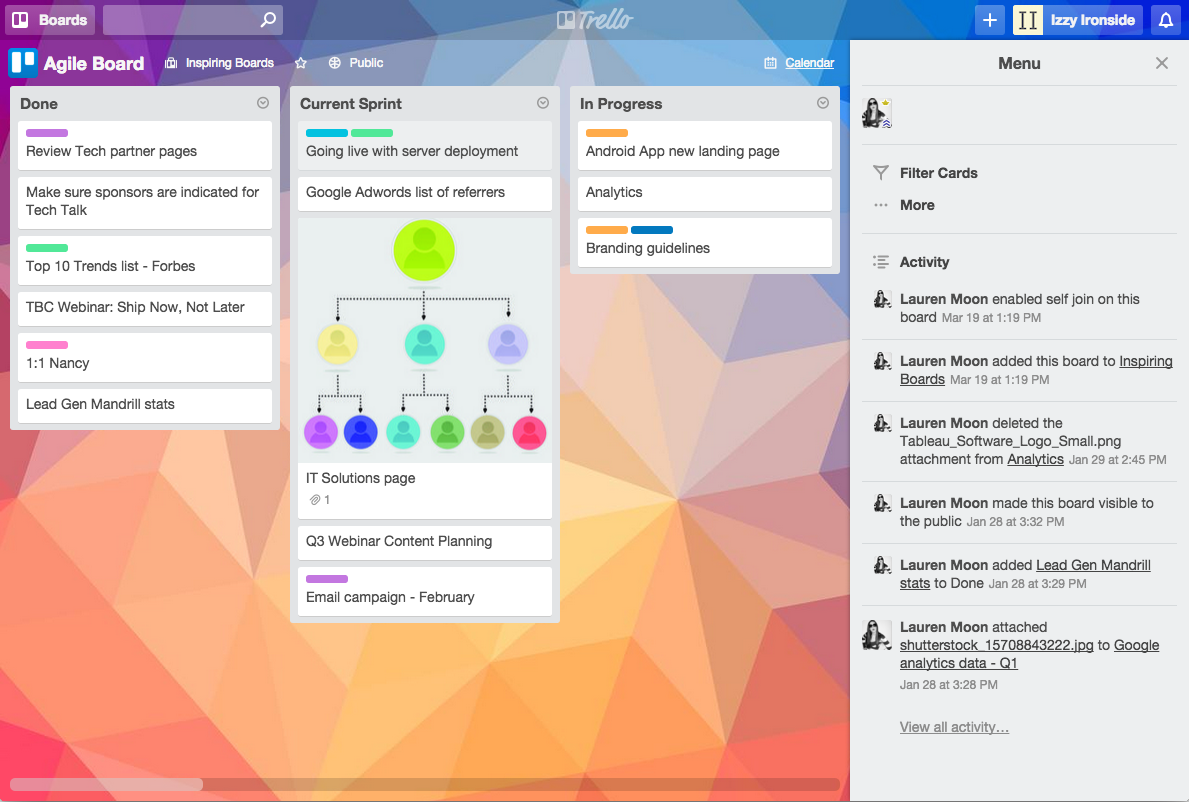 Boards
Trello
Izzy Ironside
Agile Board
Inspiring Boards
Public
Calendar
Done
Review Tech partner pages
Make sure sponsors are indicated for
Tech Talk
Top 10 Trends list - Forbes
TBC Webinar: Ship Now, Not Later
1:1 Nancy
Lead Gen Mandrill stats
Current Sprint
Going live with server deployment
Google Adwords list of referrers
IT Solutions page
1
Q3 Webinar Content Planning
Email campaign - February
In Progress
Android App new landing page
Analytics
Branding guidelines
Menu
Filter Cards
More
Activity
Lauren Moon enabled self join on this
board Mar 19 at 1:19 PM
Lauren Moon added this board to Inspiring
Boards Mar 19 at 1:19 PM
Lauren Moon deleted the
Tableau_Software_Logo_Small.png
attachment from Analytics Jan 29 at 2:45 PM
Lauren Moon made this board visible to
the public Jan 28 at 3:32 PM
Lauren Moon added Lead Gen Mandrill
stats to Done Jan 28 at 3:29 PM
Lauren Moon attached
shutterstock_15708843222.jpg to Google
analytics data - Q1
Jan 28 at 3:28 PM
View all activity…